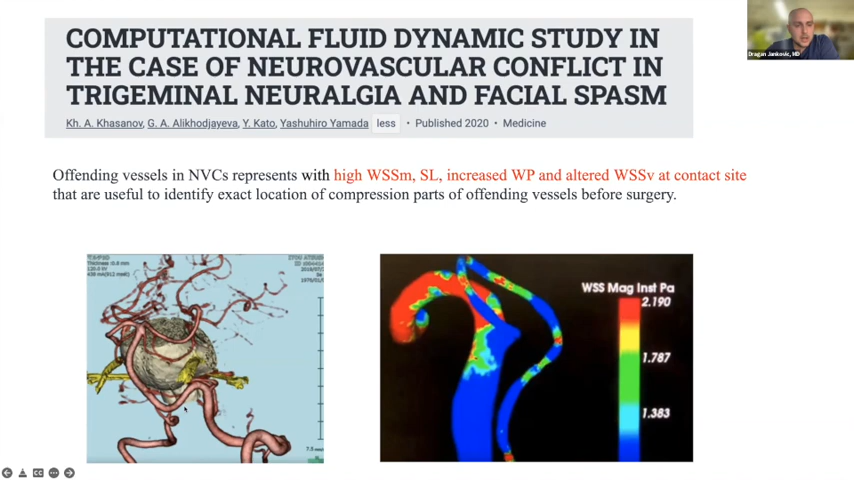 COMPUTATIONAL FLUID DYNAMIC STUDY IN
THE CASE OF NEUROVASCULAR CONFLICT IN
TRIGEMINAL NEURALGIA AND FACIAL SPASM
Kh. A. Khasanov, G. A. Alikhodjayeva, Y. Kato, Yashuhiro Yamada less • Published 2020 • Medicine
Dragan Jankovic, MD
Offending vessels in NVCs represents with high WSSm, SL, increased WP and altered WSSv at contact site
that are useful to identify exact location of compression parts of offending vessels before surgery.
WSS Mag Inst Pa
2.190
1.787
1.383